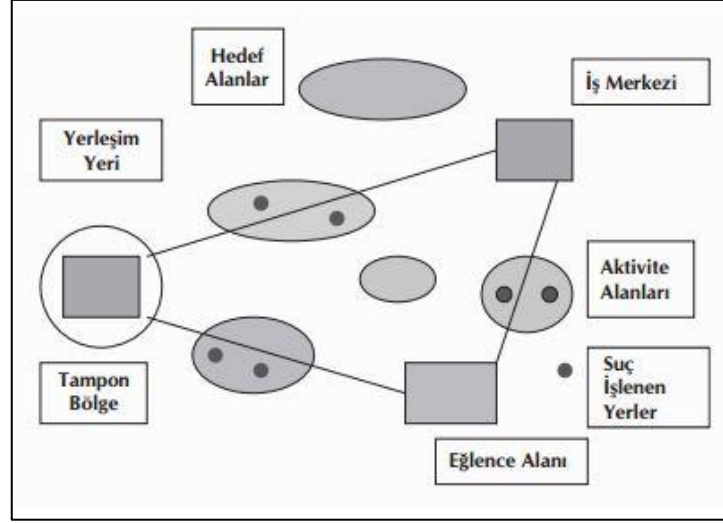 Hedef
Alanlar
İş Merkezi
Yerleşim
Yeri
Aktivite
Alanları
Tampon
Bölge
Suç
İşlenen
Yerler
Eğlence Alanı